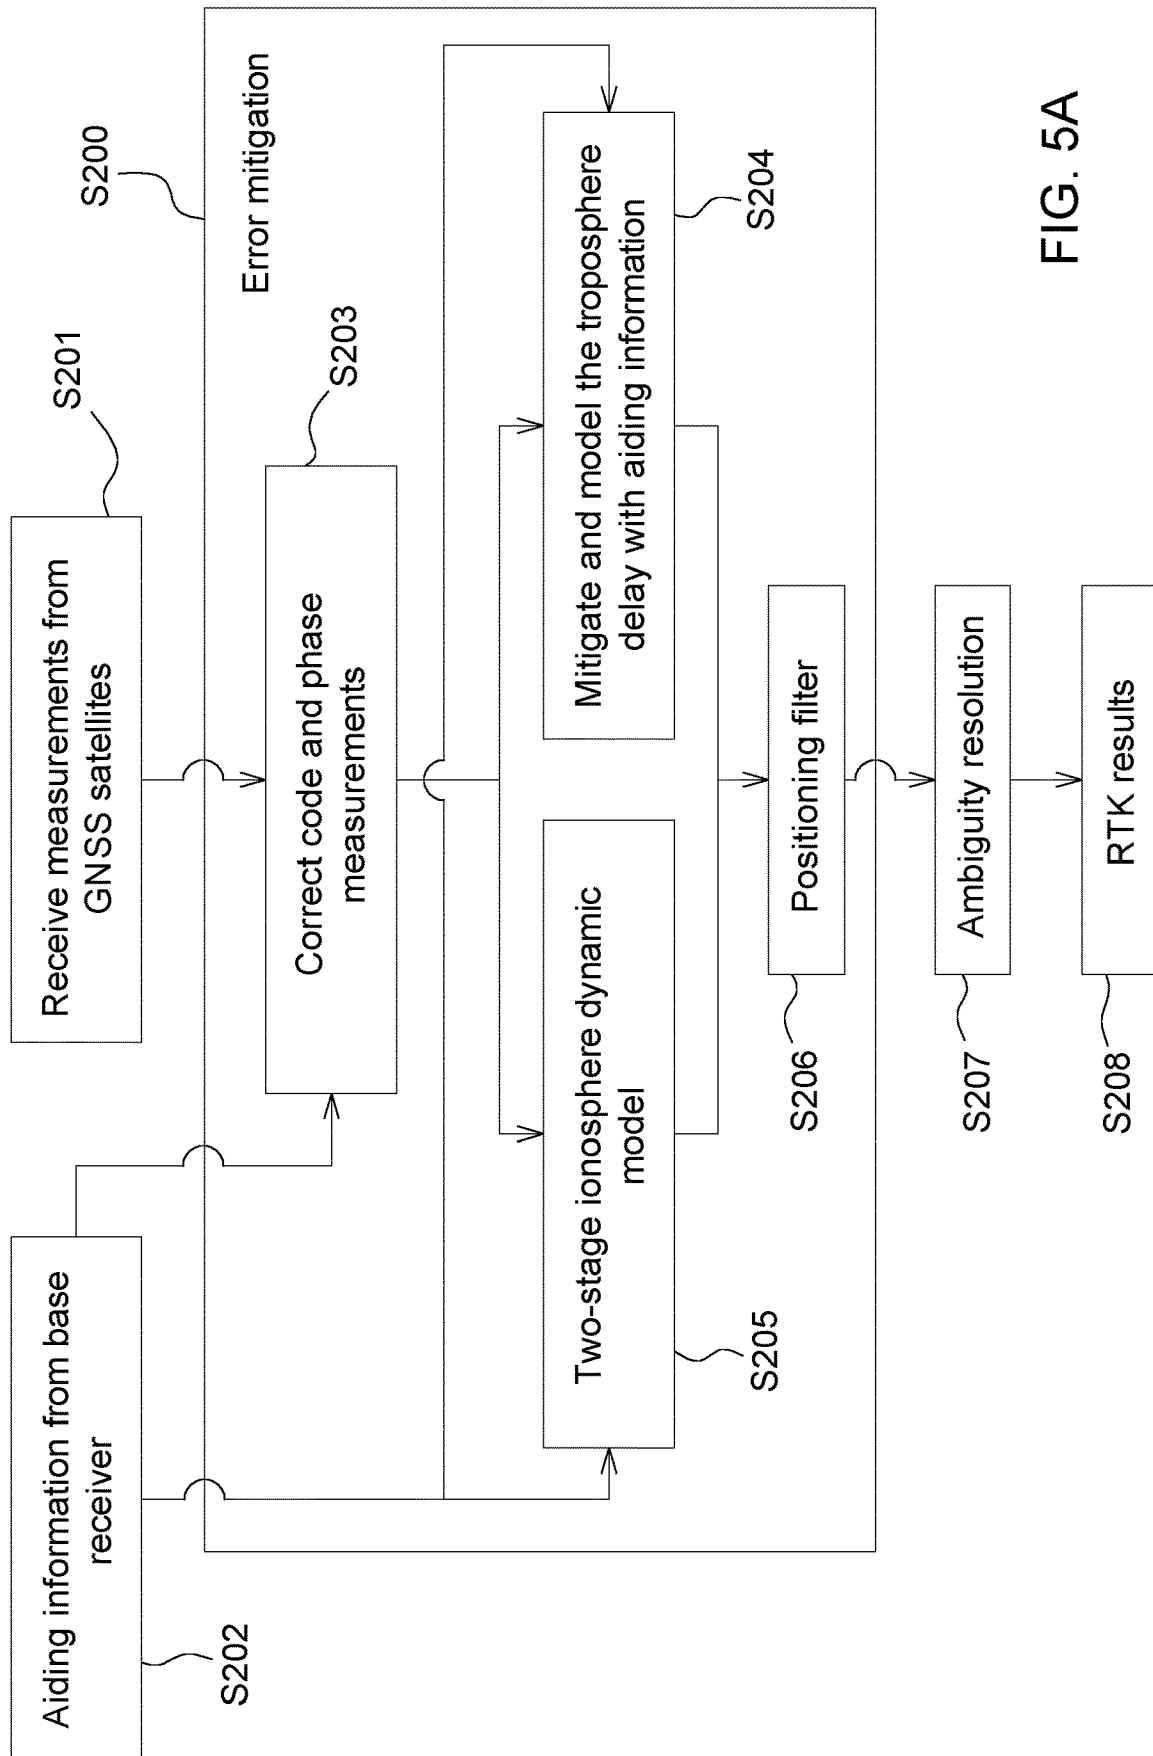 Aiding information from base
receiver
S202
Receive measurements from
GNSS satellites
S201
S200
Error mitigation
Correct code and phase
measurements
S203
Two-stage ionosphere dynamic
model
S205
Mitigate and model the troposphere
delay with aiding information
S204
Positioning filter
S206
Ambiguity resolution
S207
RTK results
S208
FIG. 5A